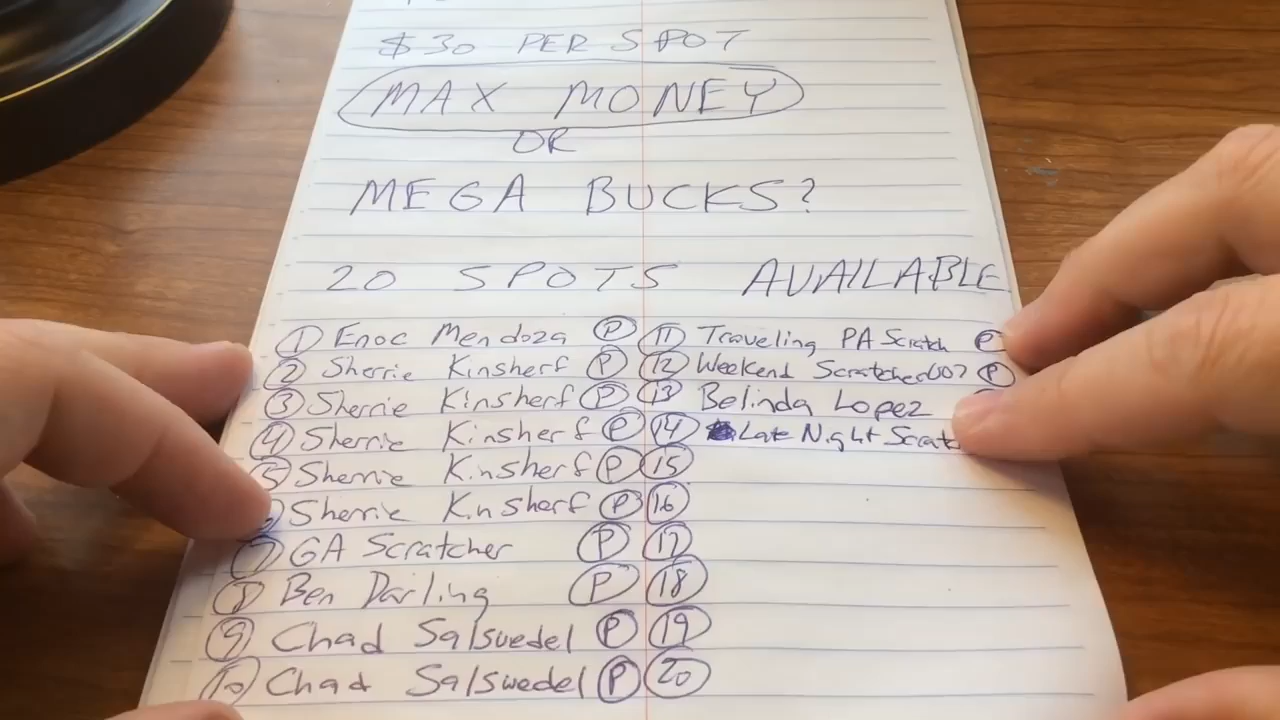 $30 PER SPOT
MAX MONEY
OR
MEGA BUCKS?
20 SPOTS AVAILABLE
1 Enoc Mendoza P
2 Sherrie Kinsherf P
3 Sherrie Kinsherf P
4 Sherrie Kinsherf P
5 Sherrie Kinsherf P
Sherrie Kinsherf P
7 GA Scratcher P
8 Ben Darling P
9 Chad Salsuedel P
10 Chad Salswedel P
11 Traveling PA Scratch P
12 Weekend Scratcher007 P
13 Belinda Lopez
14 Late Night Scratc
15
16
17
18
19
20